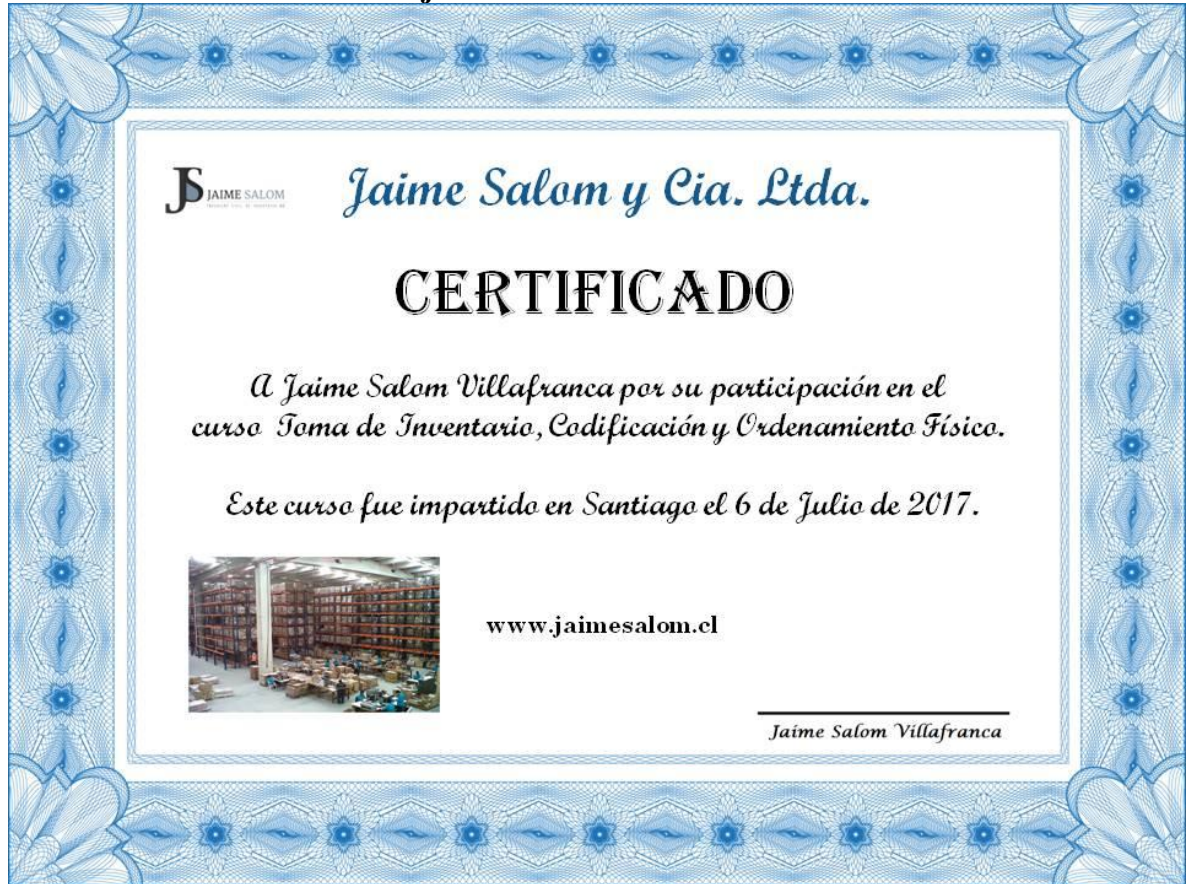 JS JAIME SALOM
Jaime Salom y Cia. Ltda.
CERTIFICADO
A Jaime Salom Villafranca por su participación en el
curso Toma de Inventario, Codificación y Ordenamiento Físico.
Este curso fue impartido en Santiago el 6 de Julio de 2017.
www.jaimesalom.cl
Jaime Salom Villafranca